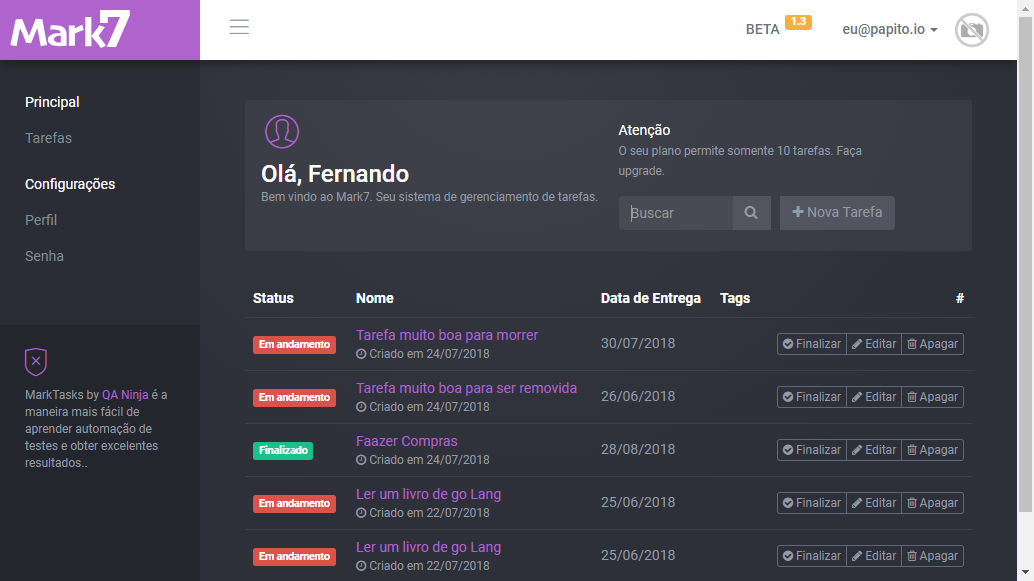 Mark7
BETA 1.3
eu@papito.io
Principal
Tarefas
Configurações
Perfil
Senha
MarkTasks by QA Ninja é a
maneira mais fácil de
aprender automação de
testes e obter excelentes
resultados..
Olá, Fernando
Bem vindo ao Mark7. Seu sistema de gerenciamento de tarefas.
Atenção
O seu plano permite somente 10 tarefas. Faça
upgrade.
Buscar
Nova Tarefa
Status Nome Data de Entrega Tags #
Em andamento Tarefa muito boa para morrer 30/07/2018 Finalizar Editar Apagar
Criado em 24/07/2018
Em andamento Tarefa muito boa para ser removida 26/06/2018 Finalizar Editar Apagar
Criado em 24/07/2018
Finalizado Faazer Compras 28/08/2018 Finalizar Editar Apagar
Criado em 24/07/2018
Em andamento Ler um livro de go Lang 25/06/2018 Finalizar Editar Apagar
Criado em 22/07/2018
Em andamento Ler um livro de go Lang 25/06/2018 Finalizar Editar Apagar
Criado em 22/07/2018